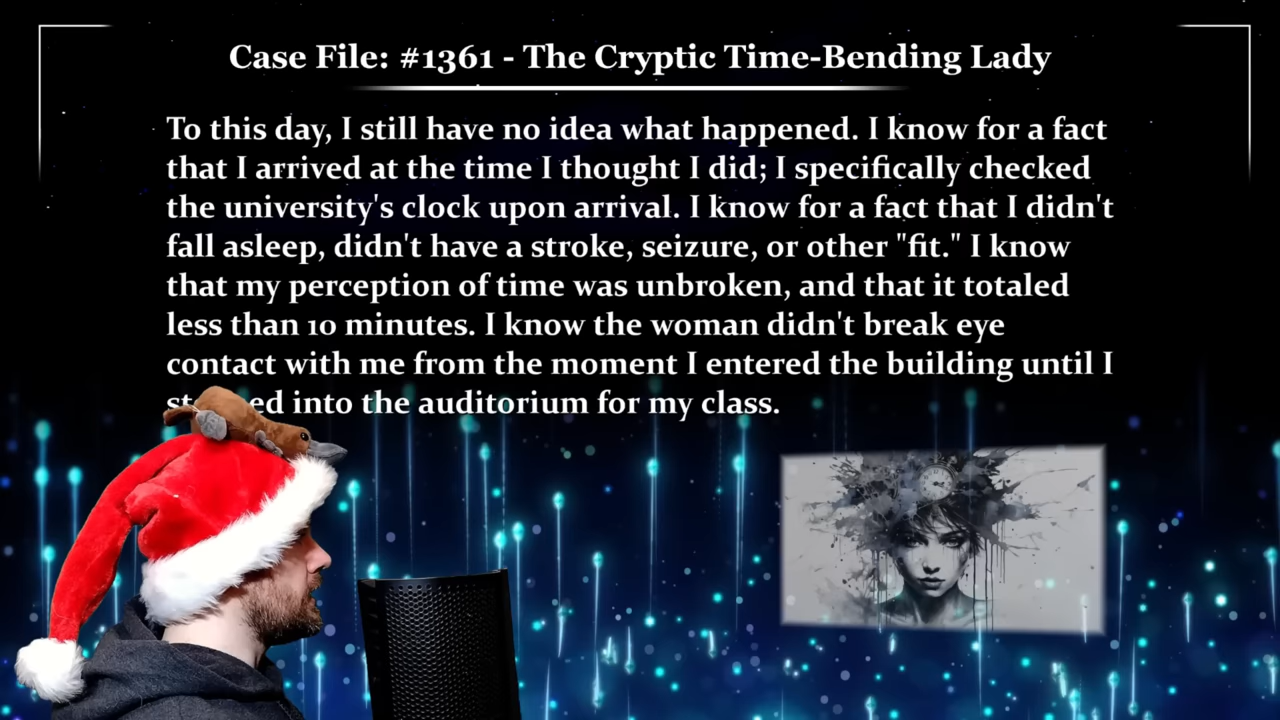 Case File: #1361 - The Cryptic Time-Bending Lady
To this day, I still have no idea what happened. I know for a fact
that I arrived at the time I thought I did; I specifically checked
the university's clock upon arrival. I know for a fact that I didn't
fall asleep, didn't have a stroke, seizure, or other "fit." I know
that my perception of time was unbroken, and that it totaled
less than 10 minutes. I know the woman didn't break eye
contact with me from the moment I entered the building until I
into the auditorium for my class.